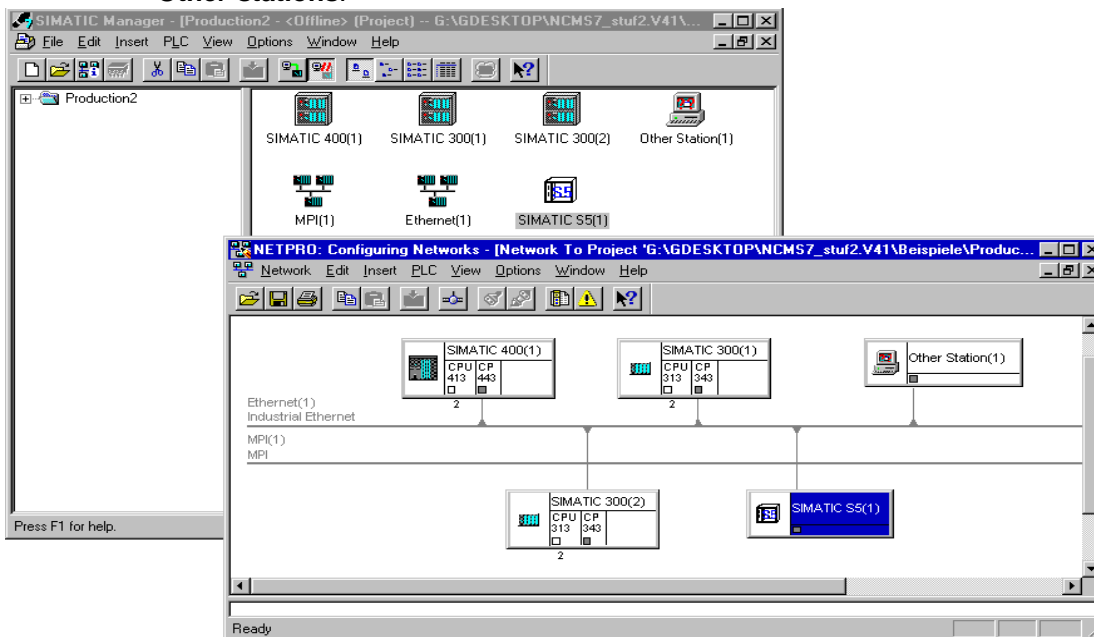 Other Stations.
SIMATIC Manager - [Production2 - <Offline> (Project) -- G:\GDESKTOP\NCMS7_stuf2.V41\...
File Edit Insert PLC View Options Window Help
Production2
SIMATIC 400(1) SIMATIC 300(1) SIMATIC 300(2) Other Station(1)
S5
MPI(1) Ethernet(1) SIMATIC S5(1)
Press F1 for help.
NETPRO: Configuring Networks - [Network To Project 'G:\GDESKTOP\NCMS7_stuf2.V41\Beispiele\Produc...
Network Edit Insert PLC View Options Window Help
SIMATIC 400(1)
CPU CP
413 443
2
SIMATIC 300(1)
CPU CP
313 343
2
Other Station(1)
Ethernet(1)
Industrial Ethernet
MPI(1)
MPI
SIMATIC 300(2)
CPU CP
313 343
2
SIMATIC S5(1)
Ready